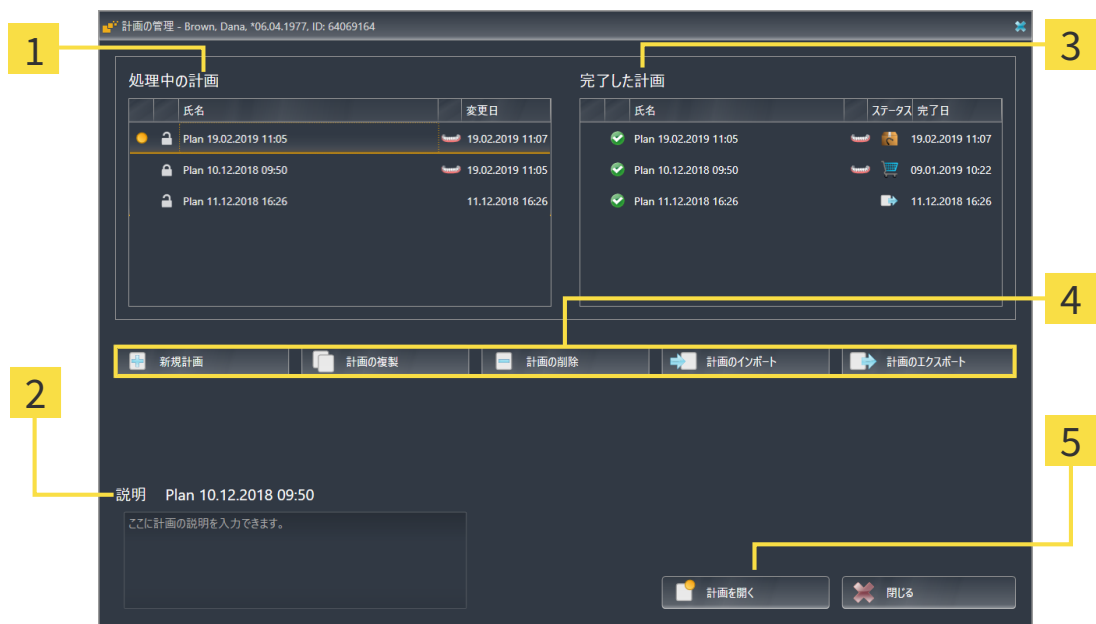 計画の管理 - Brown, Dana, *06.04.1977, ID: 64069164
1
3
処理中の計画
完了した計画
氏名 変更日
氏名 ステータス 完了日
Plan 19.02.2019 11:05 19.02.2019 11:07
Plan 19.02.2019 11:05 19.02.2019 11:07
Plan 10.12.2018 09:50 19.02.2019 11:05
Plan 10.12.2018 09:50 09.01.2019 10:22
Plan 11.12.2018 16:26 11.12.2018 16:26
Plan 11.12.2018 16:26 11.12.2018 16:26
4
新規計画 計画の複製 計画の削除 計画のインポート 計画のエクスポート
2
5
説明 Plan 10.12.2018 09:50
ここに計画の説明を入力できます。
計画を開く 閉じる